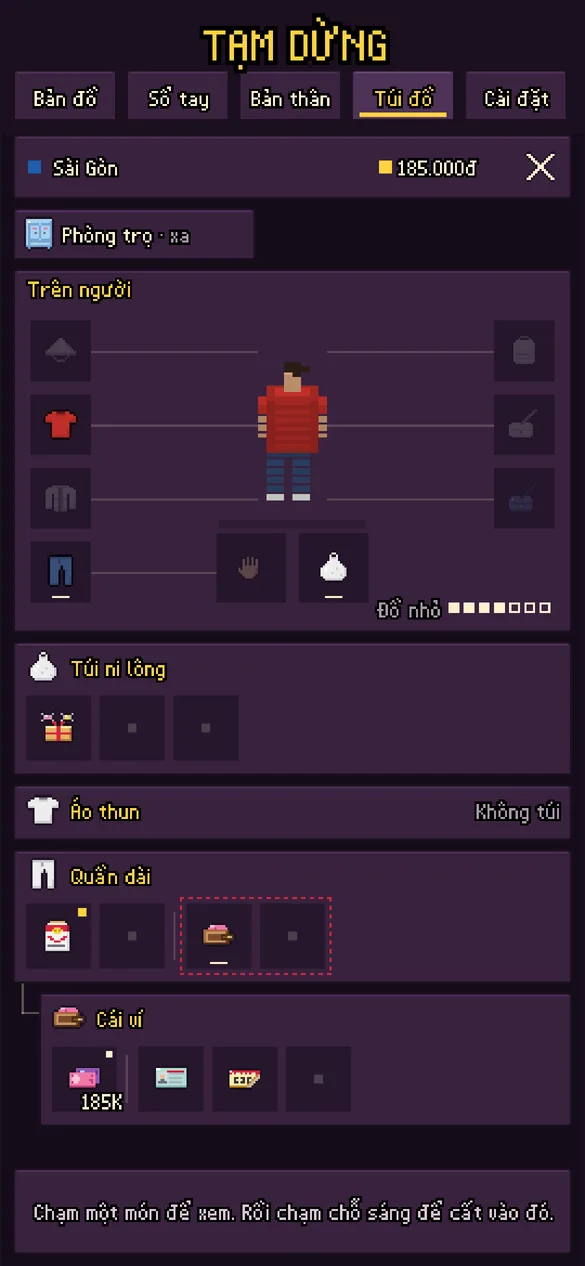 TẠM DỪNG
Bản đồ
Sổ tay
Bản thân
Túi đồ
Cài đặt
Sài Gòn
185.000đ
Phòng trọ · xa
Trên người
Đồ nhỏ
Túi ni lông
Áo thun
Không túi
Quần dài
Cái ví
185K
Chạm một món để xem. Rồi chạm chỗ sáng để cất vào đó.